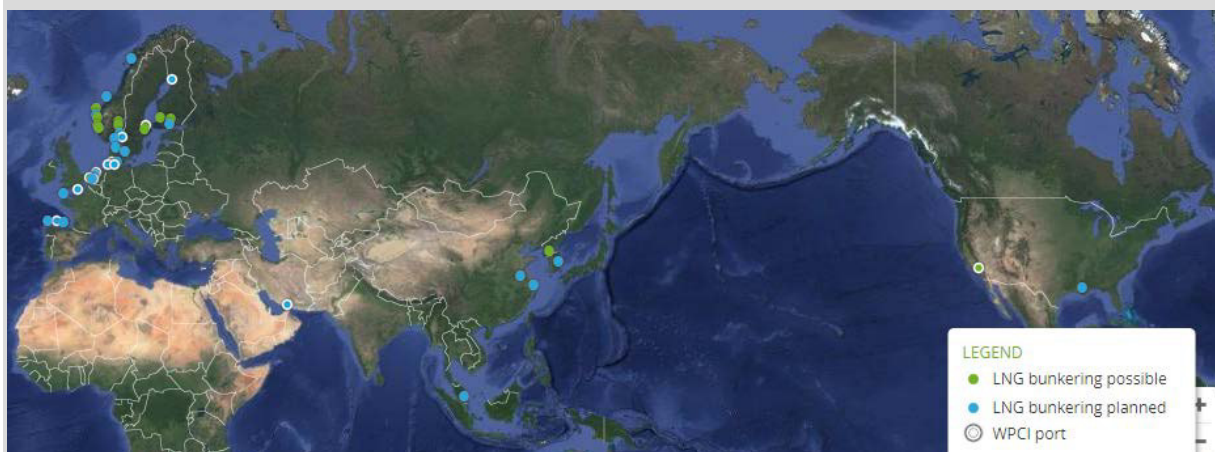 LEGEND
LNG bunkering possible
LNG bunkering planned
WPCI port
+
-